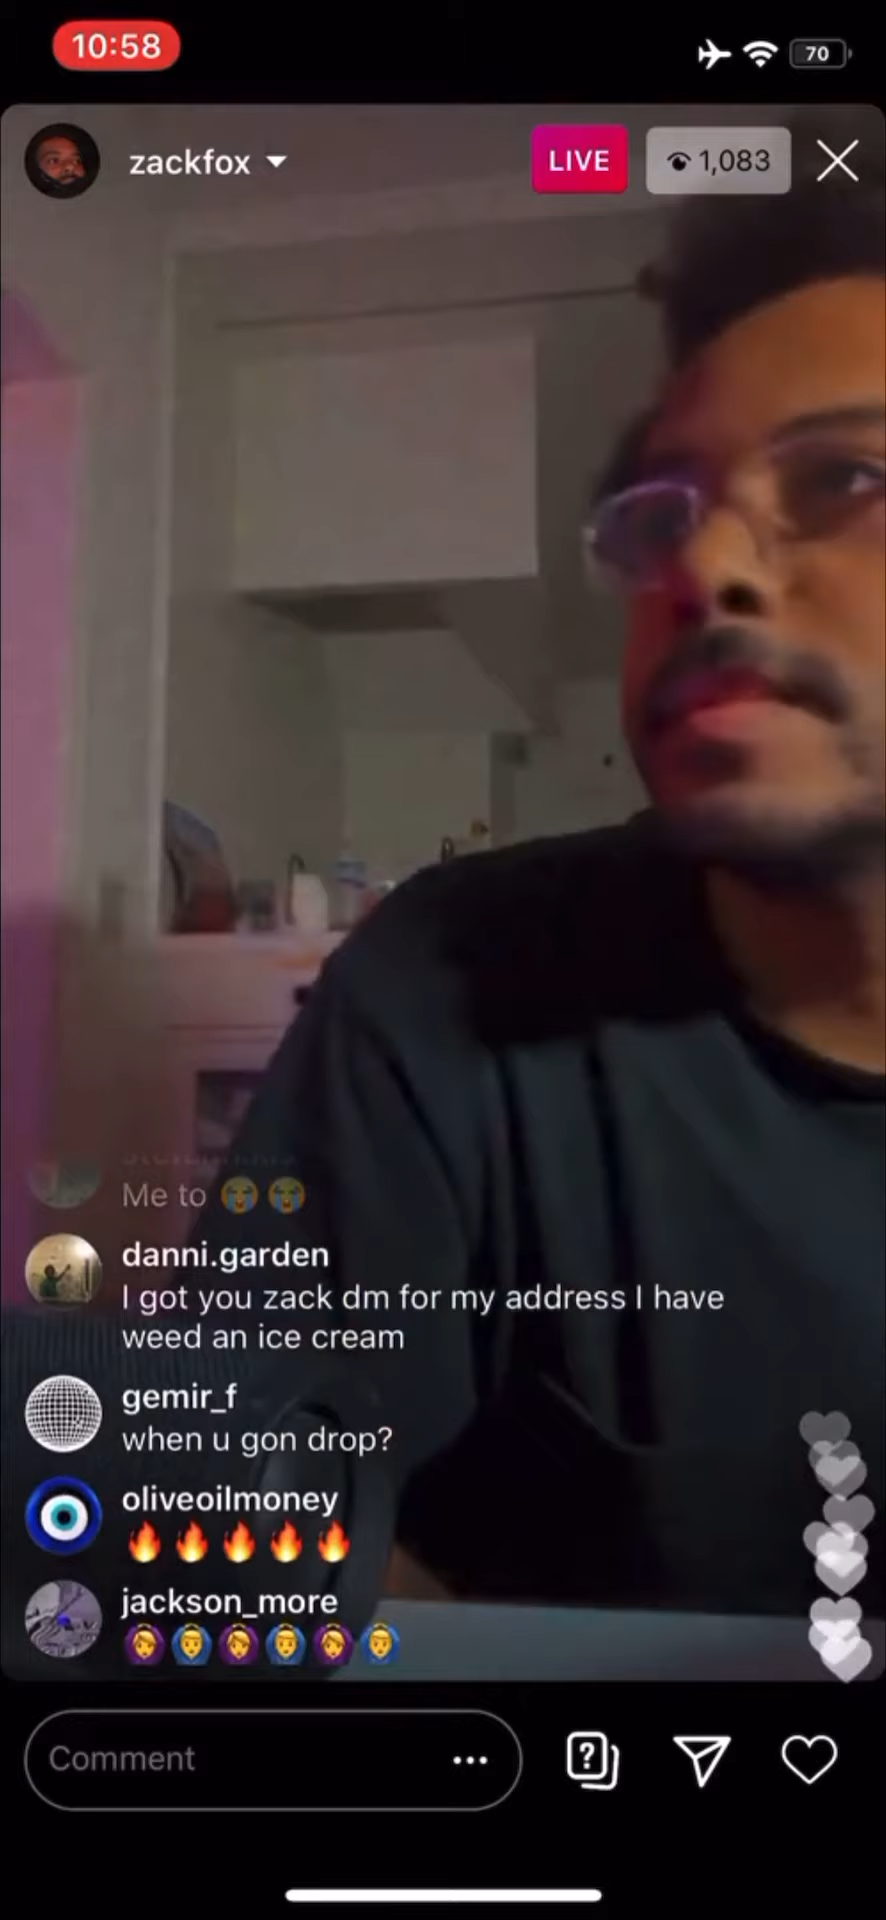 10:58
70
zackfox
LIVE
1,083
Me to 😭😭
danni.garden
I got you zack dm for my address I have
weed an ice cream
gemir_f
when u gon drop?
oliveoilmoney
🔥🔥🔥🔥🔥
jackson_more
🙆‍♀️🙆‍♂️🙆‍♀️🙆‍♂️🙆‍♀️🙆‍♂️
Comment